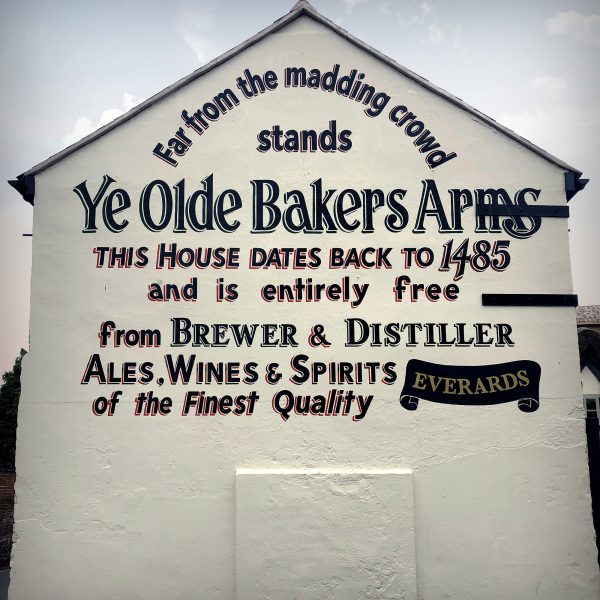 Far from the madding crowd
stands
Ye Olde Bakers Arms
THIS HOUSE DATES BACK TO 1485
and is entirely free
from BREWER & DISTILLER
ALES, WINES & SPIRITS
of the Finest Quality
EVERARDS